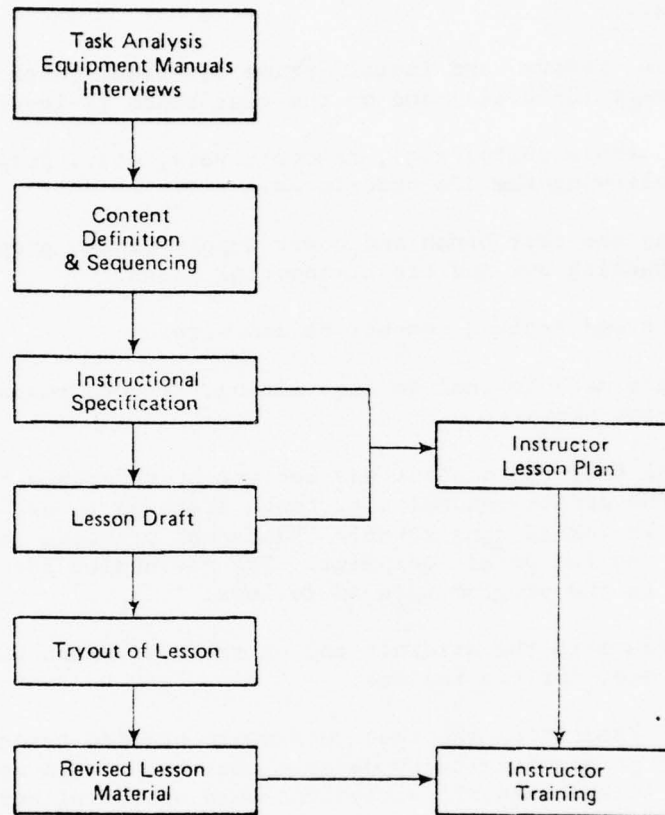 Task Analysis
Equipment Manuals
Interviews
Content
Definition
& Sequencing
Instructional
Specification
Instructor
Lesson Plan
Lesson Draft
Tryout of Lesson
Revised Lesson
Material
Instructor
Training